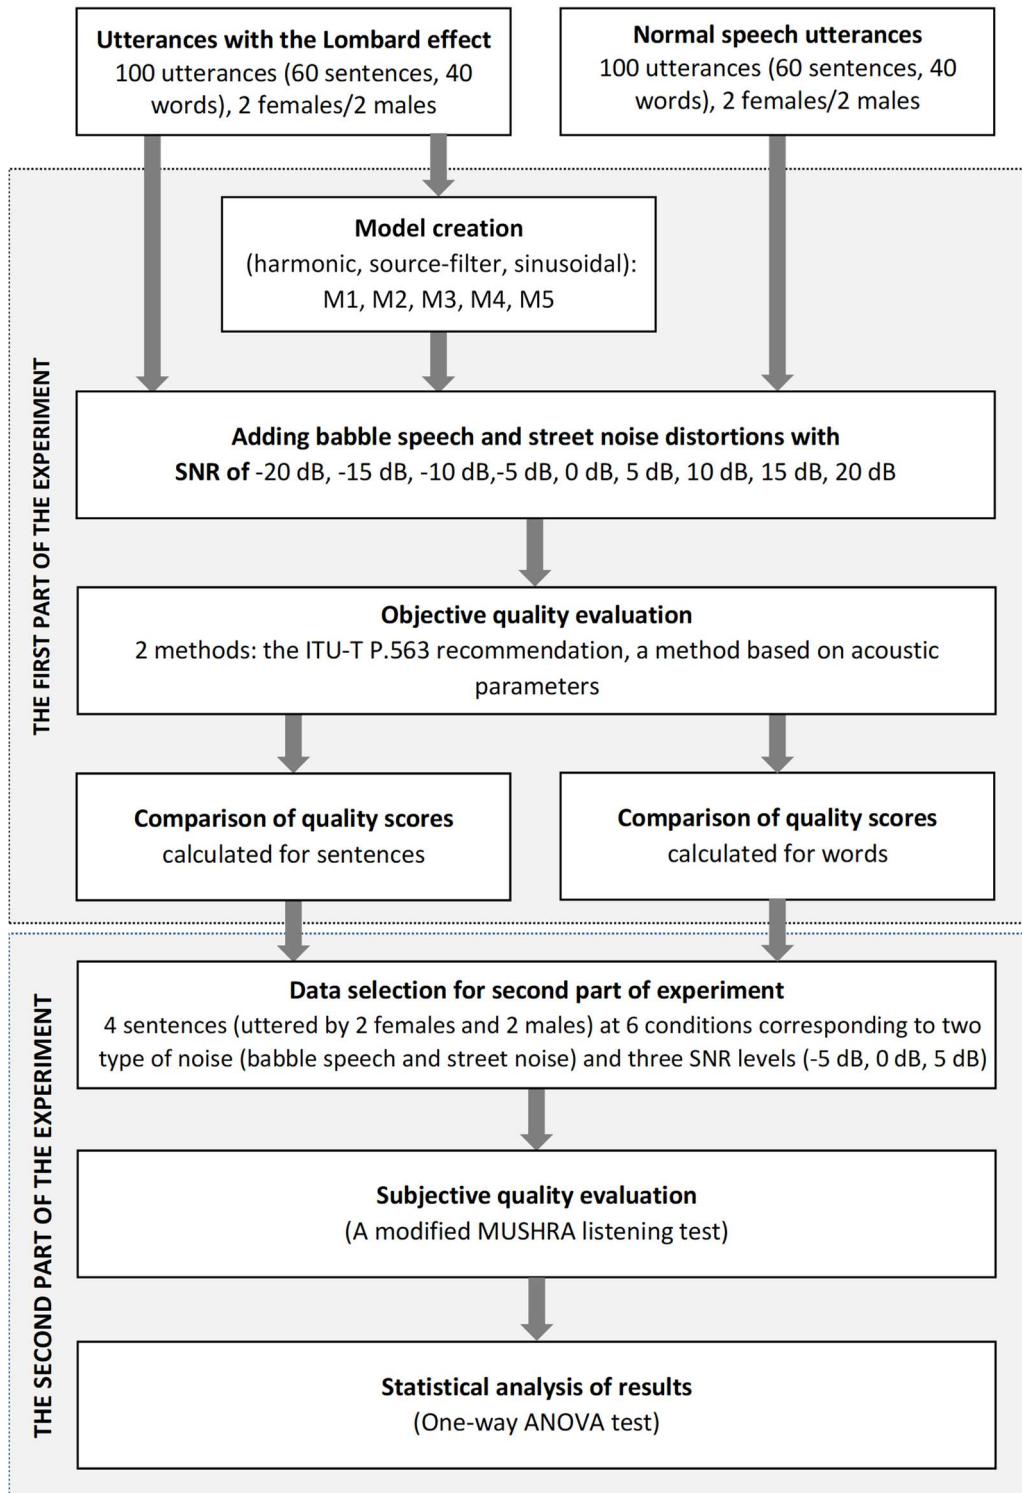 Utterances with the Lombard effect
100 utterances (60 sentences, 40
words), 2 females/2 males
Normal speech utterances
100 utterances (60 sentences, 40
words), 2 females/2 males
THE FIRST PART OF THE EXPERIMENT
Model creation
(harmonic, source-filter, sinusoidal):
M1, M2, M3, M4, M5
Adding babble speech and street noise distortions with
SNR of -20 dB, -15 dB, -10 dB,-5 dB, 0 dB, 5 dB, 10 dB, 15 dB, 20 dB
Objective quality evaluation
2 methods: the ITU-T P.563 recommendation, a method based on acoustic
parameters
Comparison of quality scores
calculated for sentences
Comparison of quality scores
calculated for words
THE SECOND PART OF THE EXPERIMENT
Data selection for second part of experiment
4 sentences (uttered by 2 females and 2 males) at 6 conditions corresponding to two
type of noise (babble speech and street noise) and three SNR levels (-5 dB, 0 dB, 5 dB)
Subjective quality evaluation
(A modified MUSHRA listening test)
Statistical analysis of results
(One-way ANOVA test)